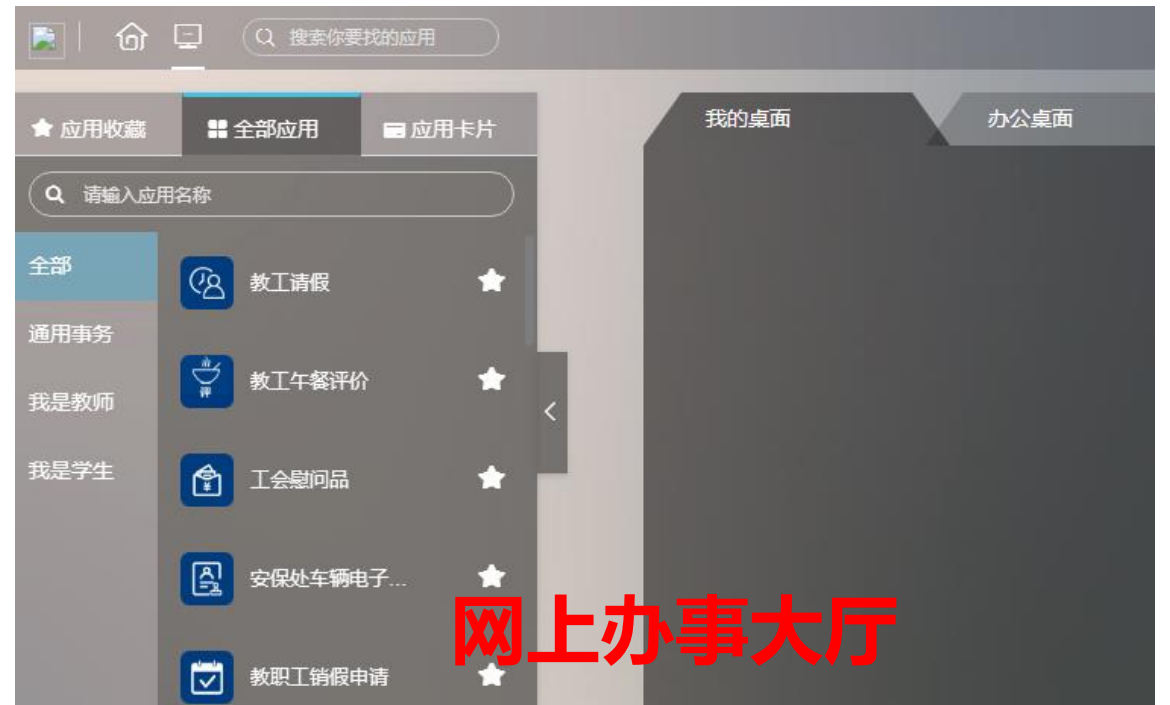 搜索你要找的应用
应用收藏 全部应用 应用卡片
我的桌面 办公桌面
请输入应用名称
全部
通用事务
我是教师
我是学生
教工请假
评
教工午餐评价
工会慰问品
安保处车辆电子...
教职工销假申请
网上办事大厅